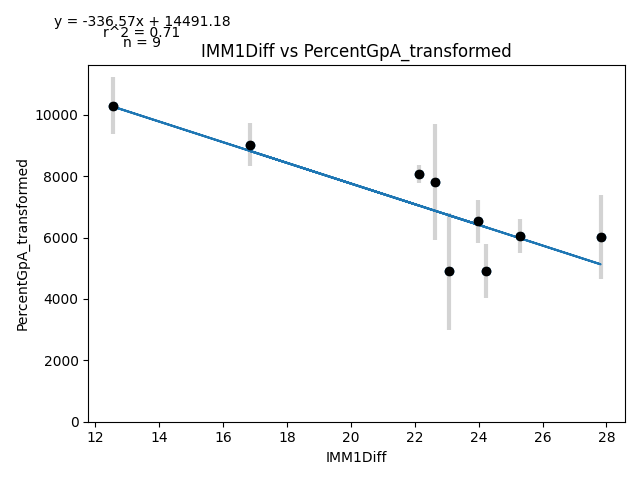 y = -336.57x + 14491.18
r^2 = 0.71
n = 9
IMM1Diff vs PercentGpA_transformed
PercentGpA_transformed
10000
8000
6000
4000
2000
0
12 14 16 18 20 22 24 26 28
IMM1Diff